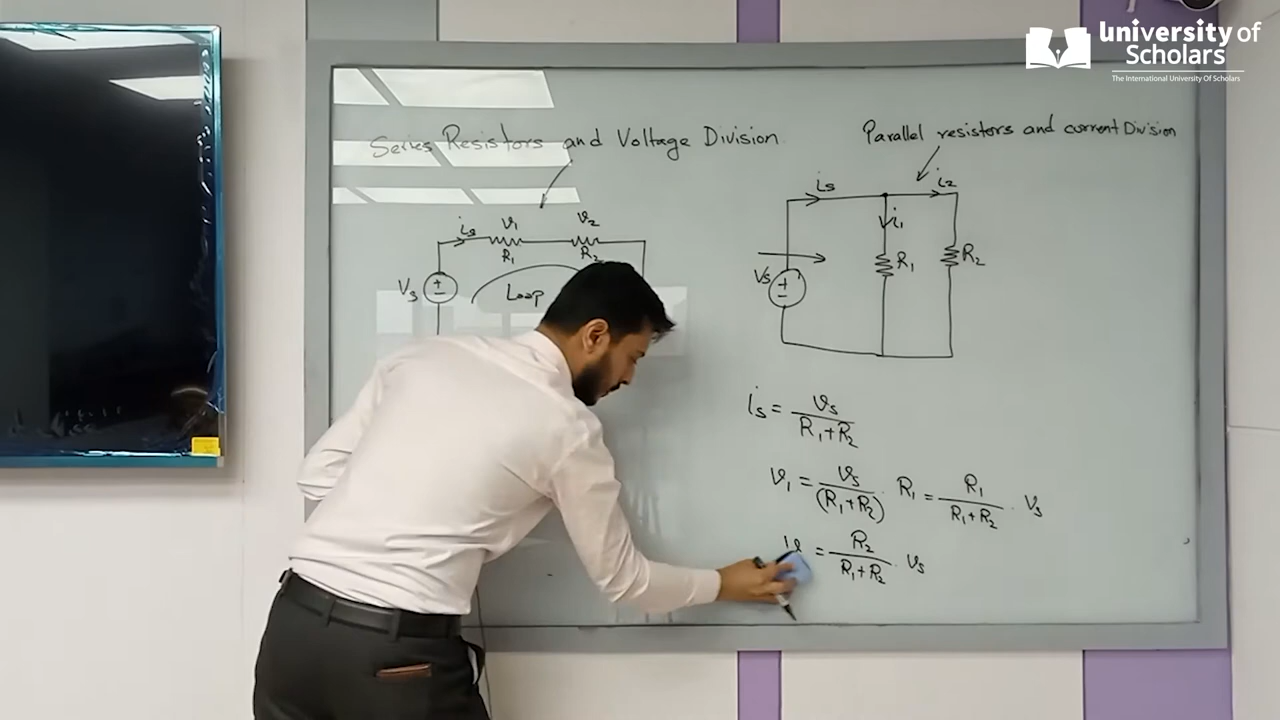 University of
Scholars
The International University Of Scholars
Series Resistors and Voltage Division
is
v1
v2
R1
R2
Vs
+
-
Loop
Parallel resistors and current Division
is
i2
i1
R1
R2
Vs
+
-
is = vs / R1+R2
v1 = vs / (R1+R2) . R1 = R1 / R1+R2 . Vs
= R2 / R1+R2 . vs